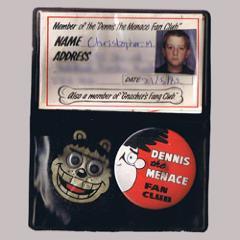 Member of the "Dennis the Menace Fan Club"
NAME Christopher. M.
ADDRESS
DATE
Also a member of "Gnasher's Fang Club"
DENNIS
the
MENACE
FAN
CLUB